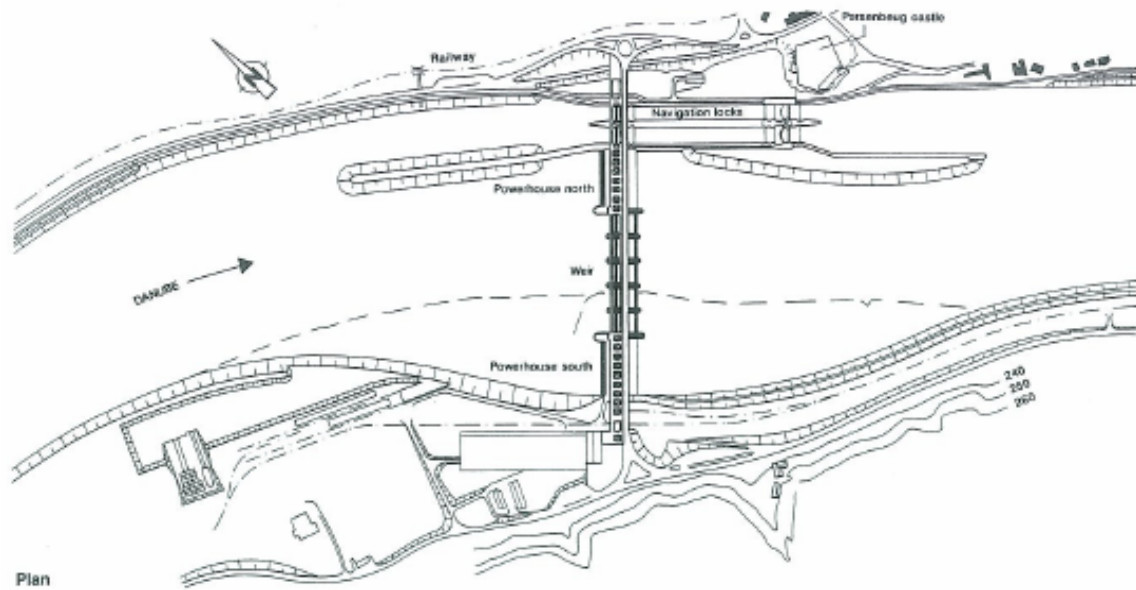 Persenbeug castle
Railway
Navigation locks
Powerhouse north
DANUBE
Weir
Powerhouse south
240
250
260
Plan